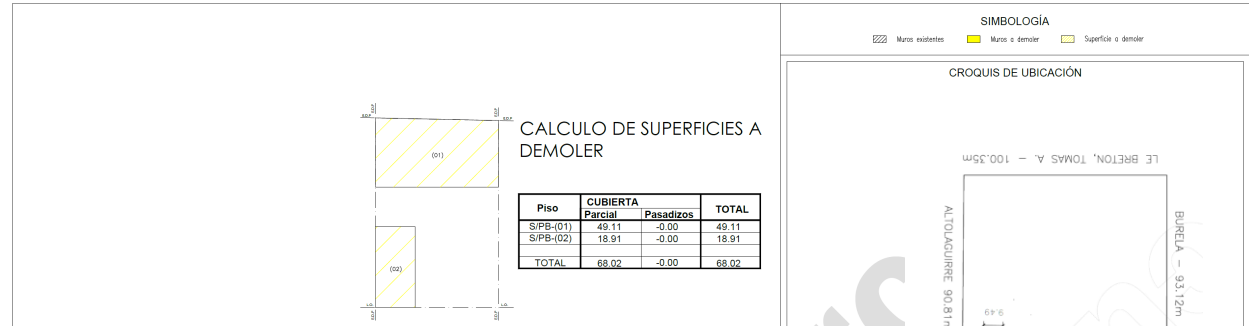 SIMBOLOGÍA
Muros existentes
Muros a demoler
Superficie a demoler
CROQUIS DE UBICACIÓN
E.D.P
E.D.P
E.D.P
E.D.P
CALCULO DE SUPERFICIES A
DEMOLER
(01)
Piso CUBIERTA TOTAL
Parcial Pasadizos
S/PB-(01) 49.11 -0.00 49.11
S/PB-(02) 18.91 -0.00 18.91
TOTAL 68.02 -0.00 68.02
(02)
L.O.
L.O.
E.D.P
E.D.P
LE BRETON, TOMAS A. - 100.35m
ALTOLAGUIRRE 90.81m
BURELA - 93.12m
9.49